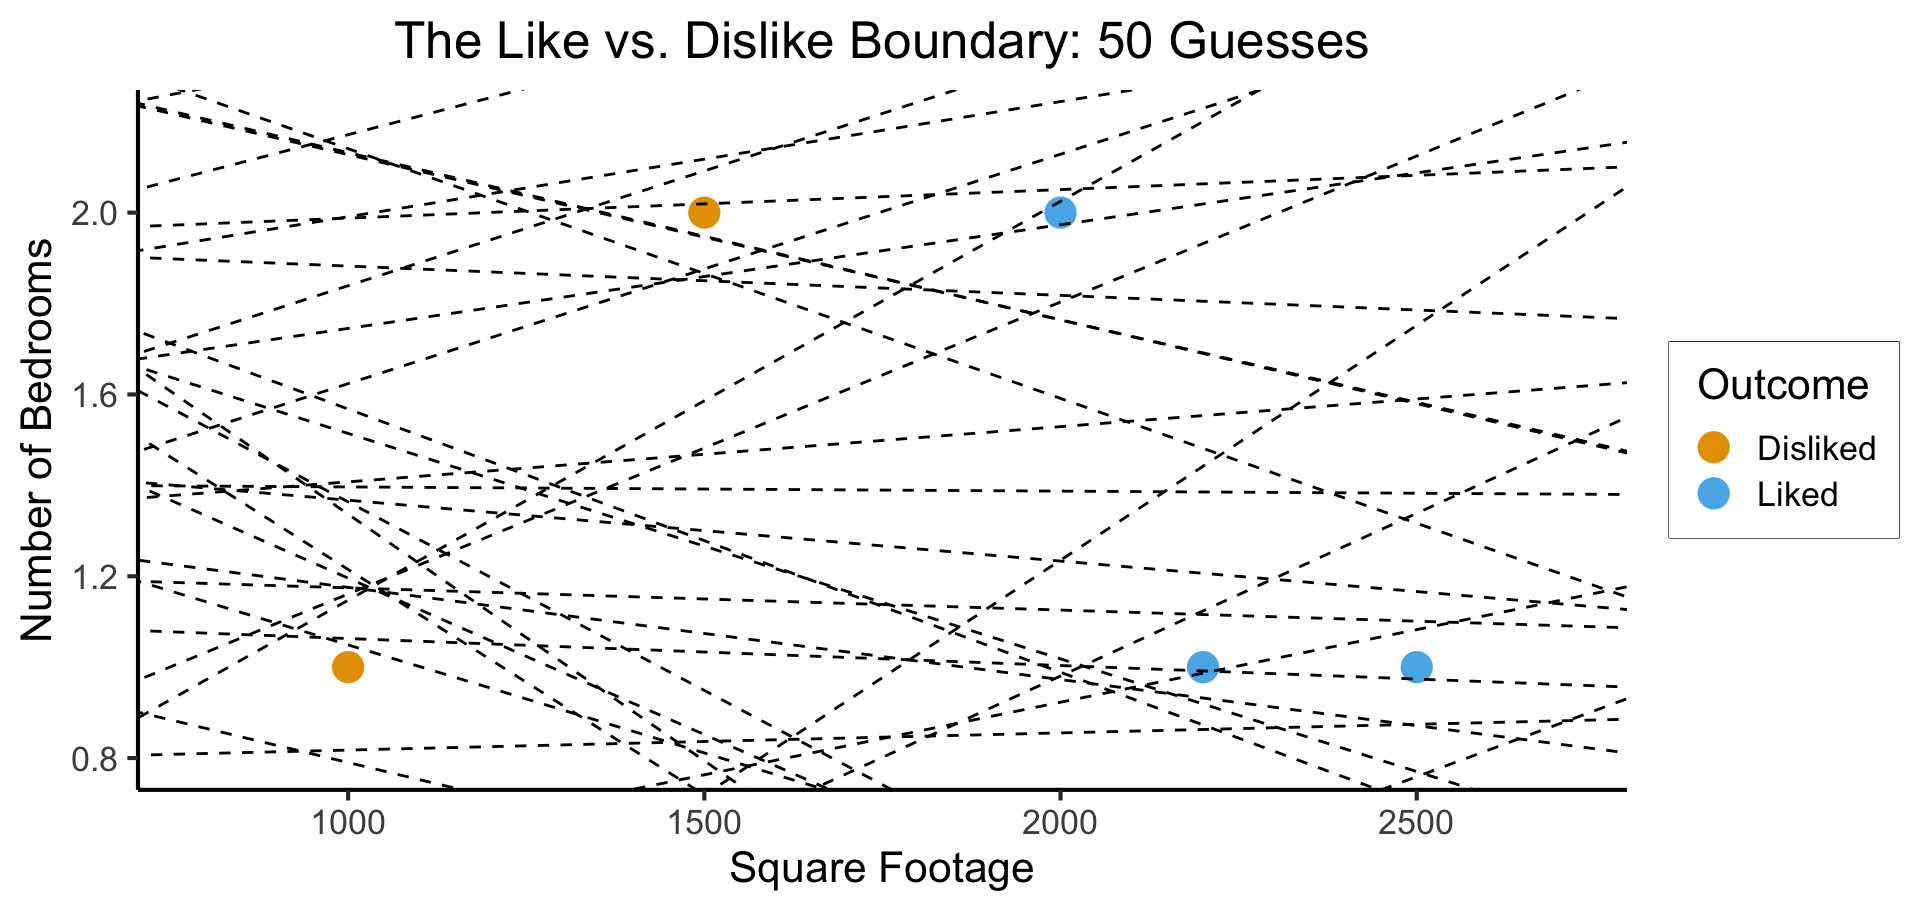 The Like vs. Dislike Boundary: 50 Guesses
Number of Bedrooms
2.0
1.6
1.2
0.8
1000 1500 2000 2500
Square Footage
Outcome
Disliked
Liked